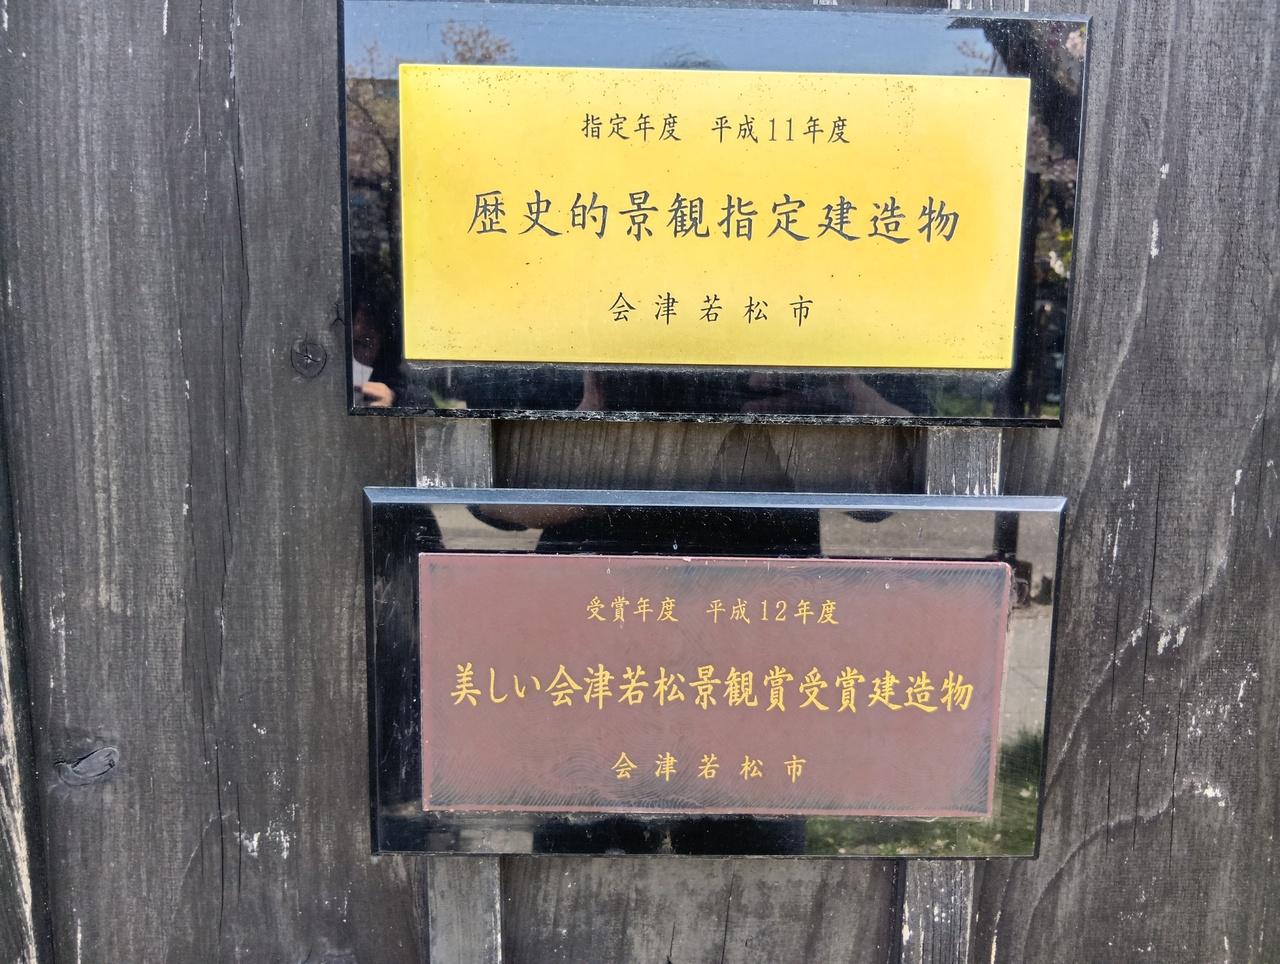 指定年度　平成11年度
歴史的景観指定建造物
会津若松市
受賞年度　平成12年度
美しい会津若松景観賞受賞建造物
会津若松市